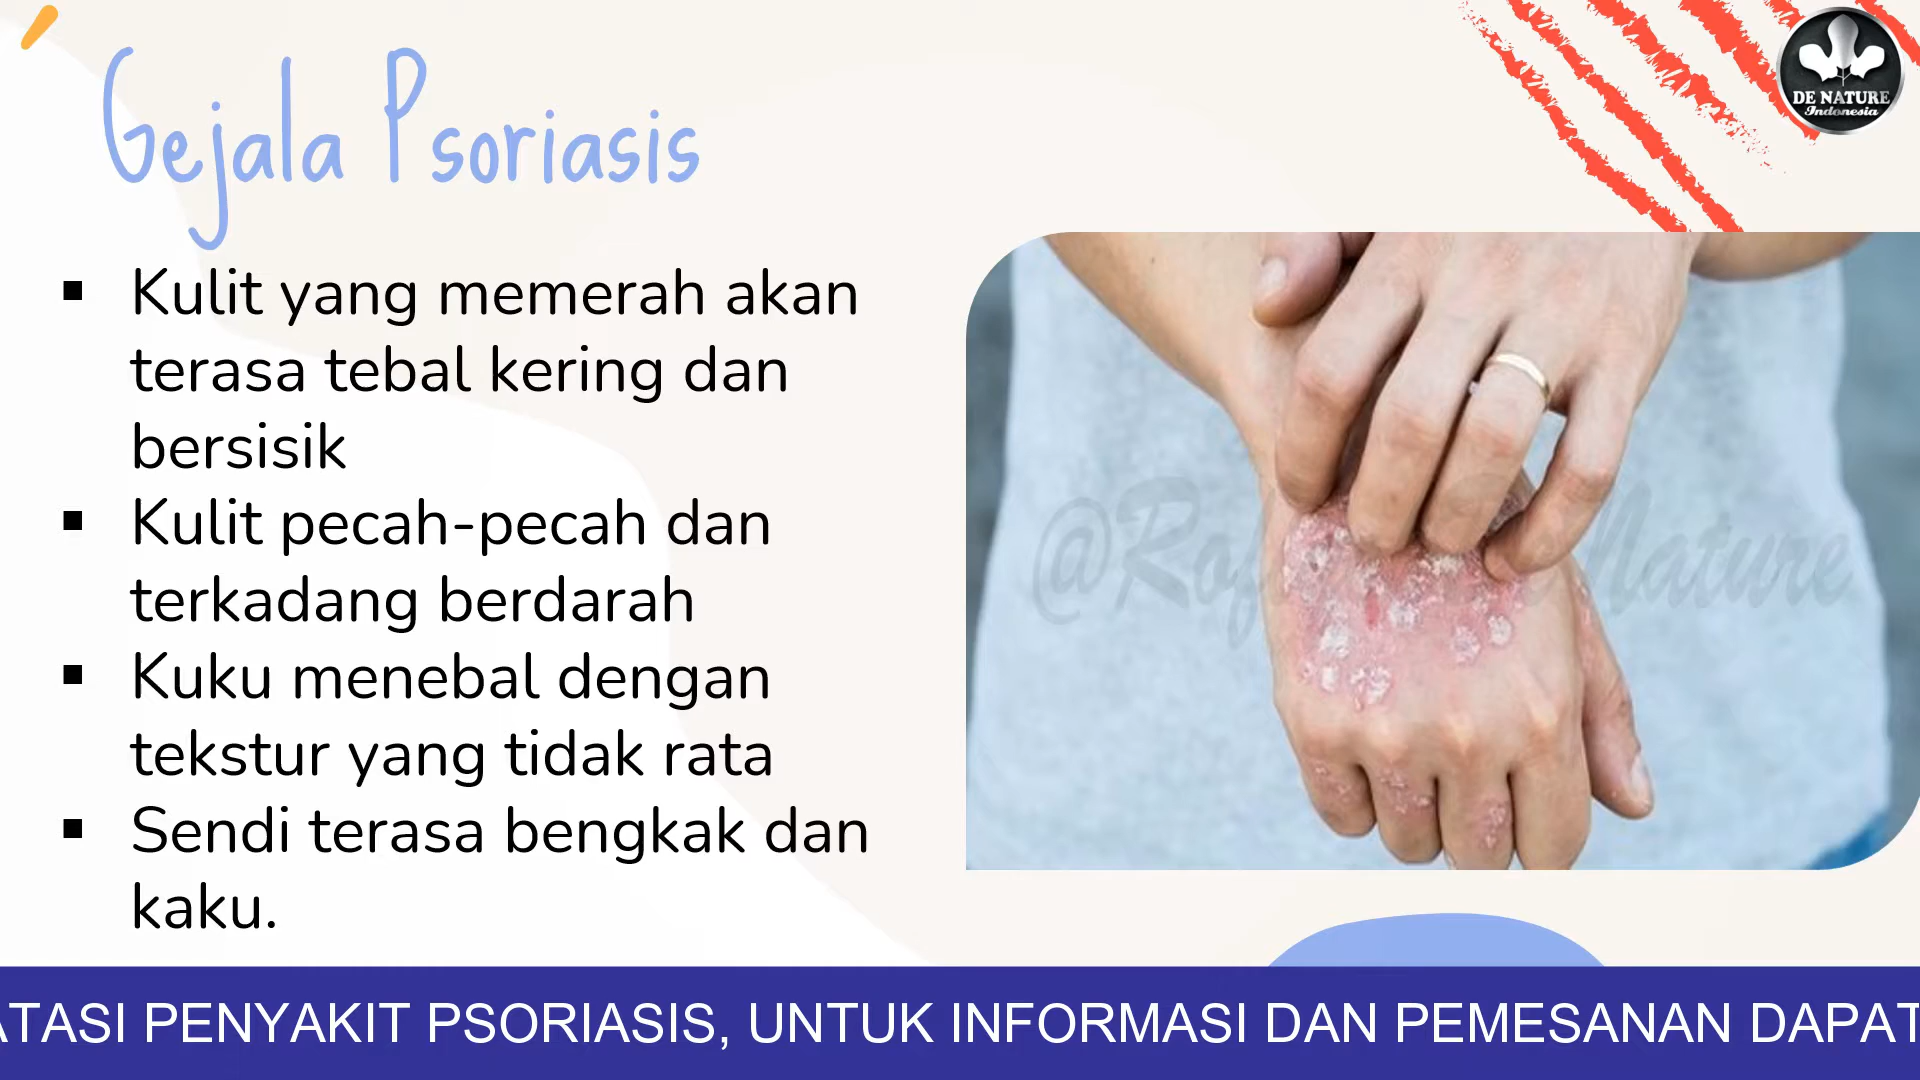 Gejala Psoriasis
DE NATURE
Indonesia
▪ Kulit yang memerah akan
terasa tebal kering dan
bersisik
▪ Kulit pecah-pecah dan
terkadang berdarah
▪ Kuku menebal dengan
tekstur yang tidak rata
▪ Sendi terasa bengkak dan
kaku.
ATASI PENYAKIT PSORIASIS, UNTUK INFORMASI DAN PEMESANAN DAPAT